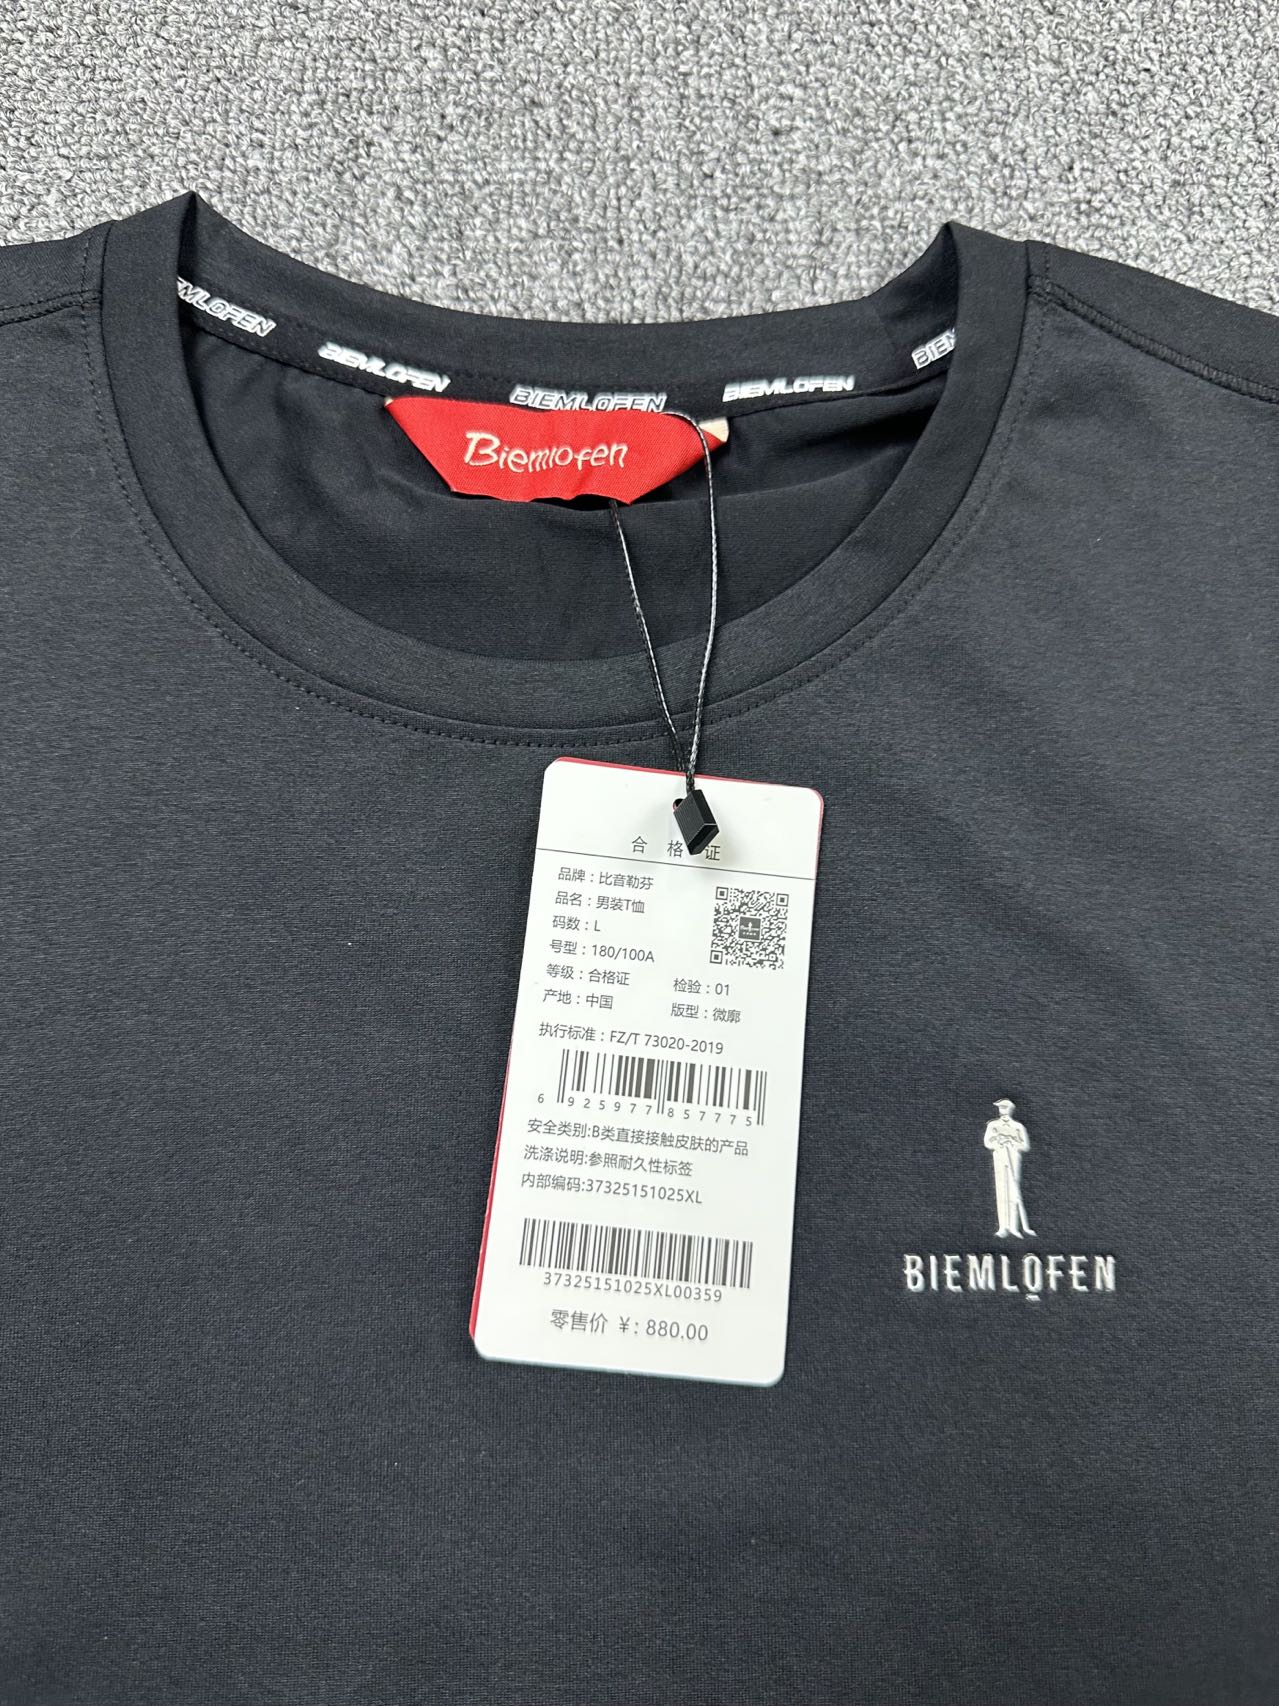 BIEMLOFEN
BIEMLOFEN
BIEMLOFEN
BIEMLOFEN
BIEM
Biemlofen
合格证
品牌：比音勒芬
品名：男装T恤
码数：L
号型：180/100A
等级：合格证 检验：01
产地：中国 版型：微廓
执行标准：FZ/T 73020-2019
6 925977 857775
安全类别:B类直接接触皮肤的产品
洗涤说明:参照耐久性标签
内部编码:37325151025XL
37325151025XL00359
零售价 ￥: 880.00
BIEMLOFEN